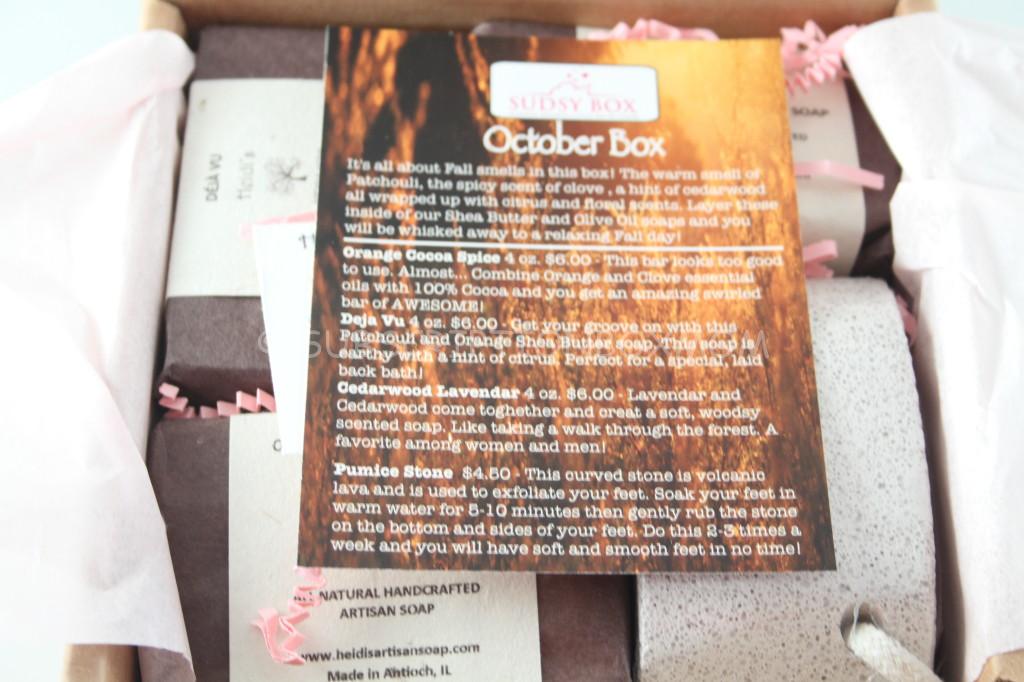 SUDSY BOX
October Box
It's all about Fall smells in this box! The warm smell of
Patchouli, the spicy scent of clove , a hint of cedarwood
all wrapped up with citrus and floral scents. Layer these
inside of our Shea Butter and Olive Oil soaps and you
will be whisked away to a relaxing Fall day!
Orange Cocoa Spice 4 oz. $6.00 - This bar looks too good
to use. Almost... Combine Orange and Clove essential
oils with 100% Cocoa and you get an amazing swirled
bar of AWESOME!
Deja Vu 4 oz. $6.00 - Get your groove on with this
Patchouli and Orange Shea Butter soap. This soap is
earthy with a hint of citrus. Perfect for a special, laid
back bath!
Cedarwood Lavendar 4 oz. $6.00 - Lavendar and
Cedarwood come toghether and creat a soft, woodsy
scented soap. Like taking a walk through the forest. A
favorite among women and men!
Pumice Stone $4.50 - This curved stone is volcanic
lava and is used to exfoliate your feet. Soak your feet in
warm water for 5-10 minutes then gently rub the stone
on the bottom and sides of your feet. Do this 2-3 times a
week and you will have soft and smooth feet in no time!
DÉJÀ VU
Heidi's
SOAP
NATURAL HANDCRAFTED
ARTISAN SOAP
www.heidisartisansoap.com
Made in Antioch, IL